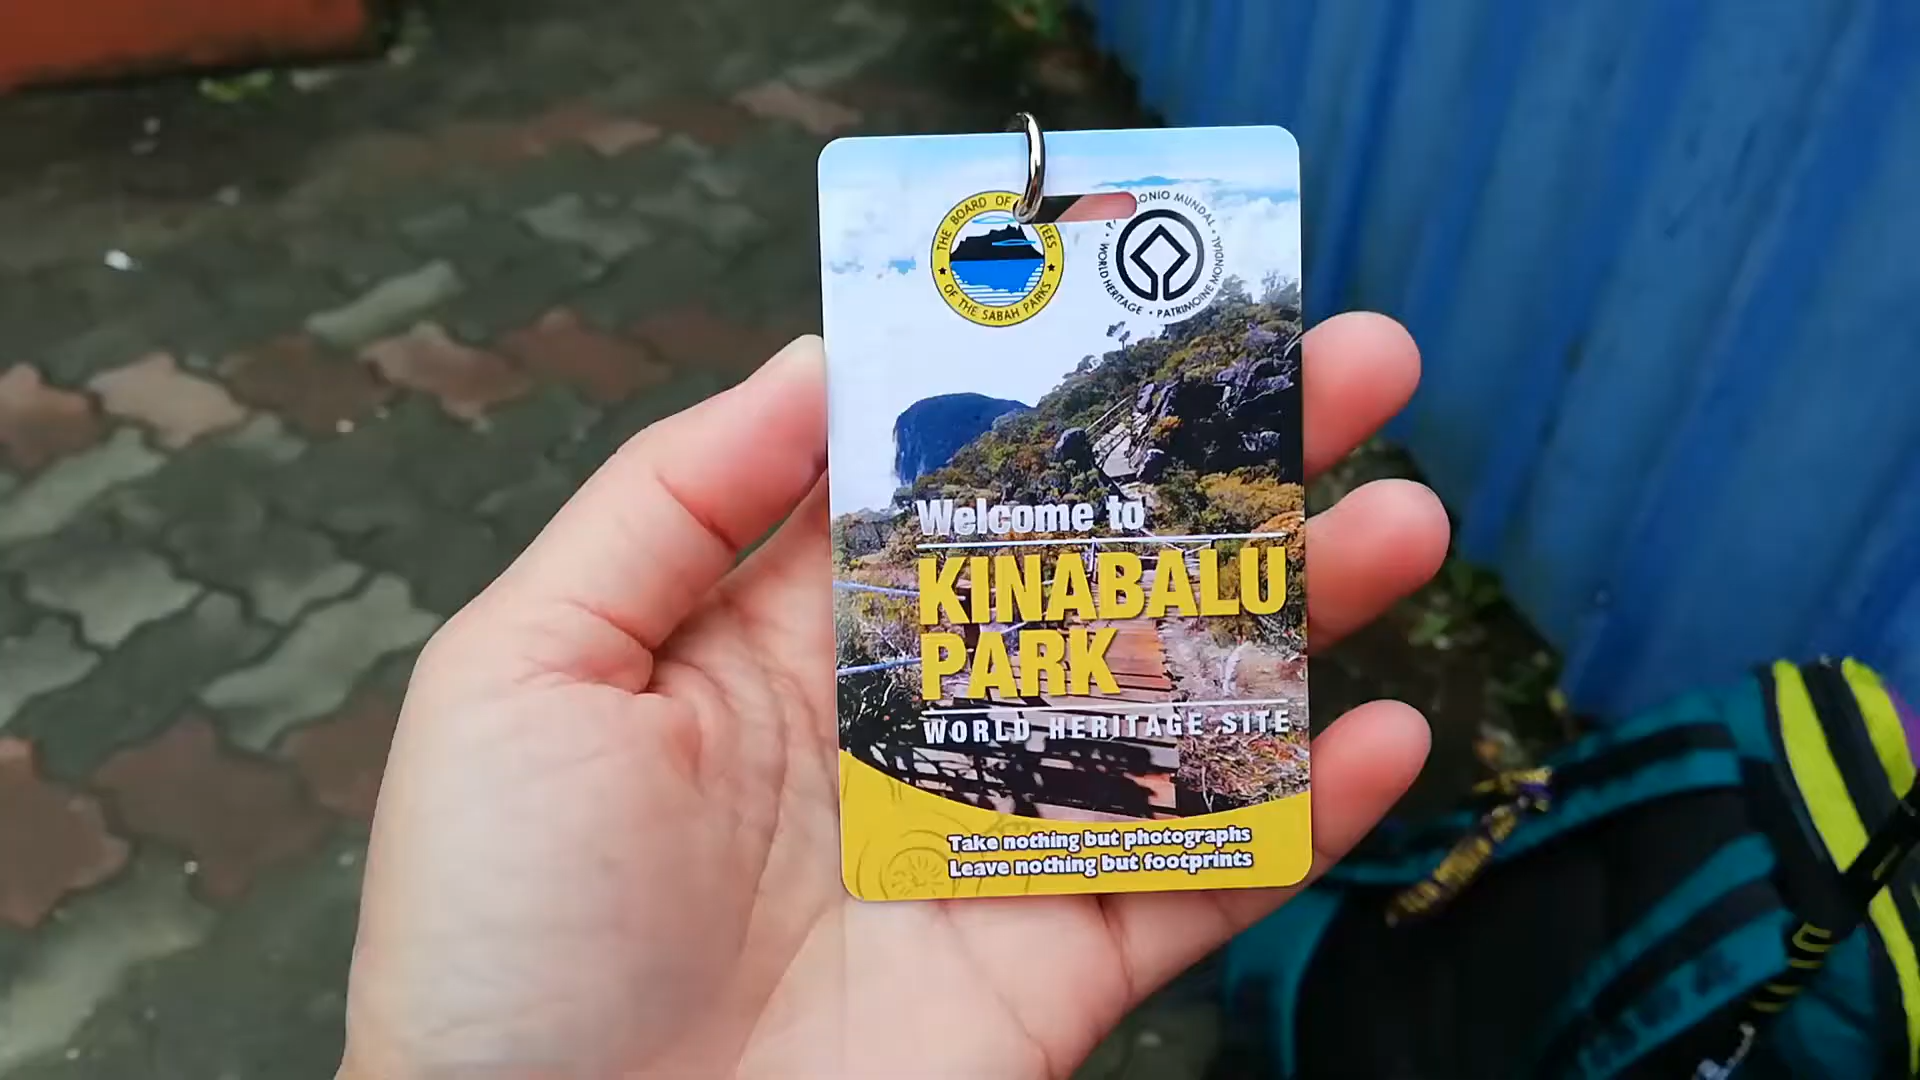 THE BOARD OF
TEES
OF THE SABAH PARKS
ONIO MUNDIAL
WORLD HERITAGE
PATRIMOINE MONDIAL
Welcome to
KINABALU
PARK
WORLD HERITAGE SITE
Take nothing but photographs
Leave nothing but footprints